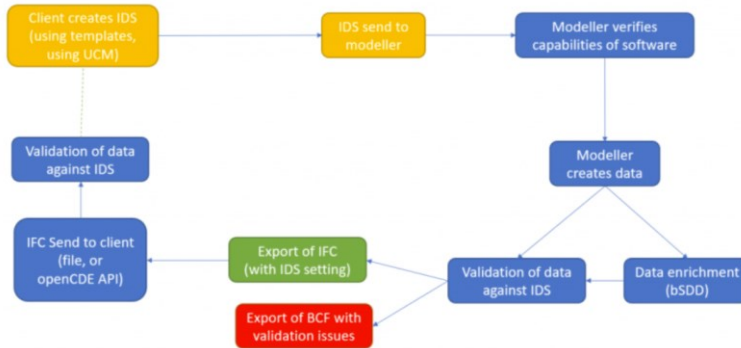 Client creates IDS
(using templates,
using UCM)
IDS send to
modeller
Modeller verifies
capabilities of software
Validation of data
against IDS
Modeller
creates data
IFC Send to client
(file, or
openCDE API)
Export of IFC
(with IDS setting)
Validation of data
against IDS
Data enrichment
(bSDD)
Export of BCF with
validation issues